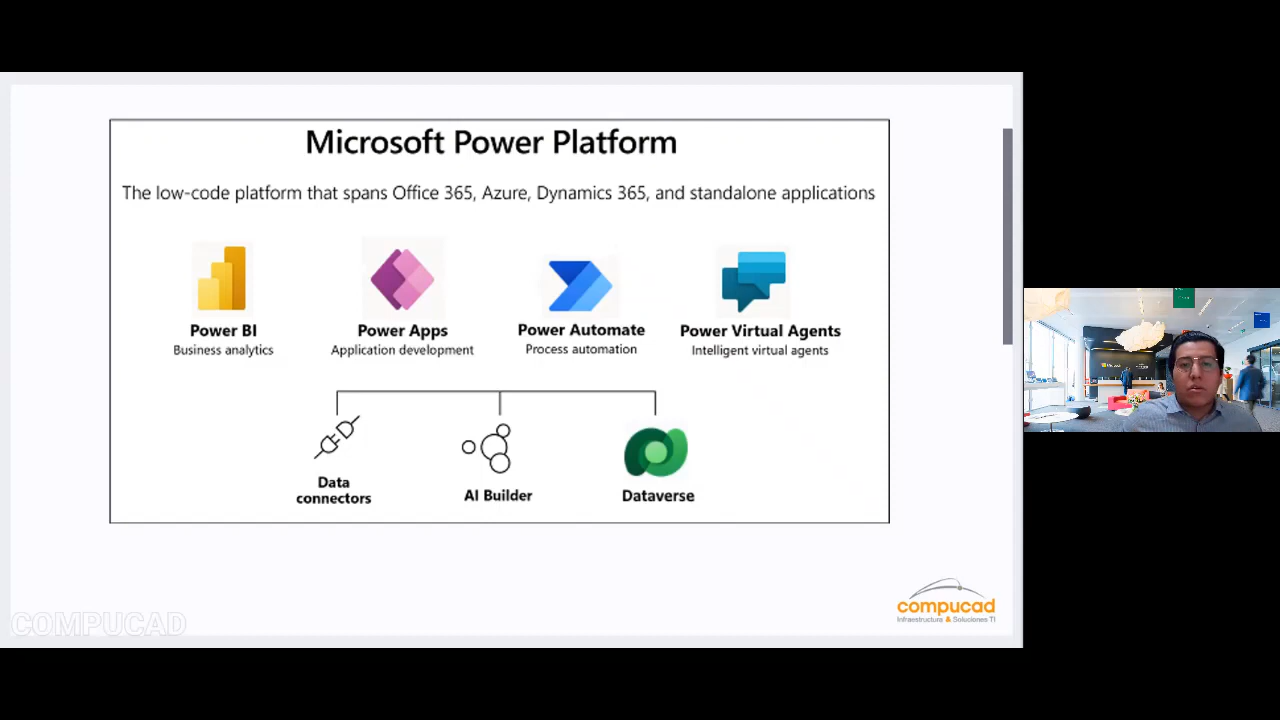 Microsoft Power Platform
The low-code platform that spans Office 365, Azure, Dynamics 365, and standalone applications
Power BI
Business analytics
Power Apps
Application development
Power Automate
Process automation
Power Virtual Agents
Intelligent virtual agents
Data
connectors
AI Builder
Dataverse
compucad
Infraestructura & Soluciones TI
COMPUCAD